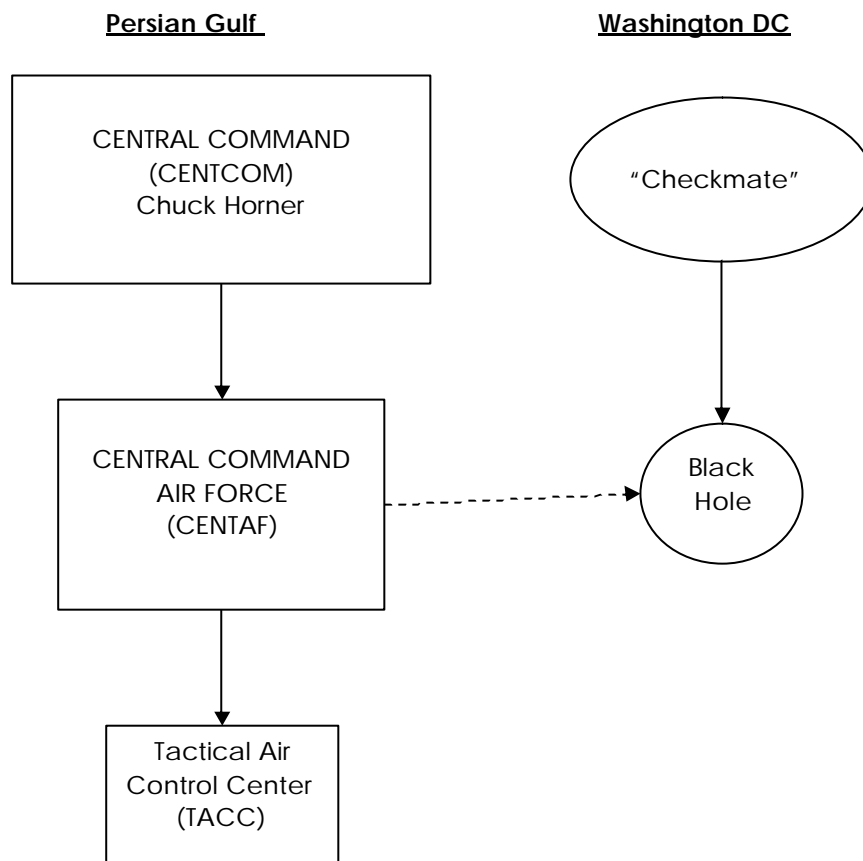 Persian Gulf
Washington DC
CENTRAL COMMAND
(CENTCOM)
Chuck Horner
“Checkmate”
CENTRAL COMMAND
AIR FORCE
(CENTAF)
Black
Hole
Tactical Air
Control Center
(TACC)